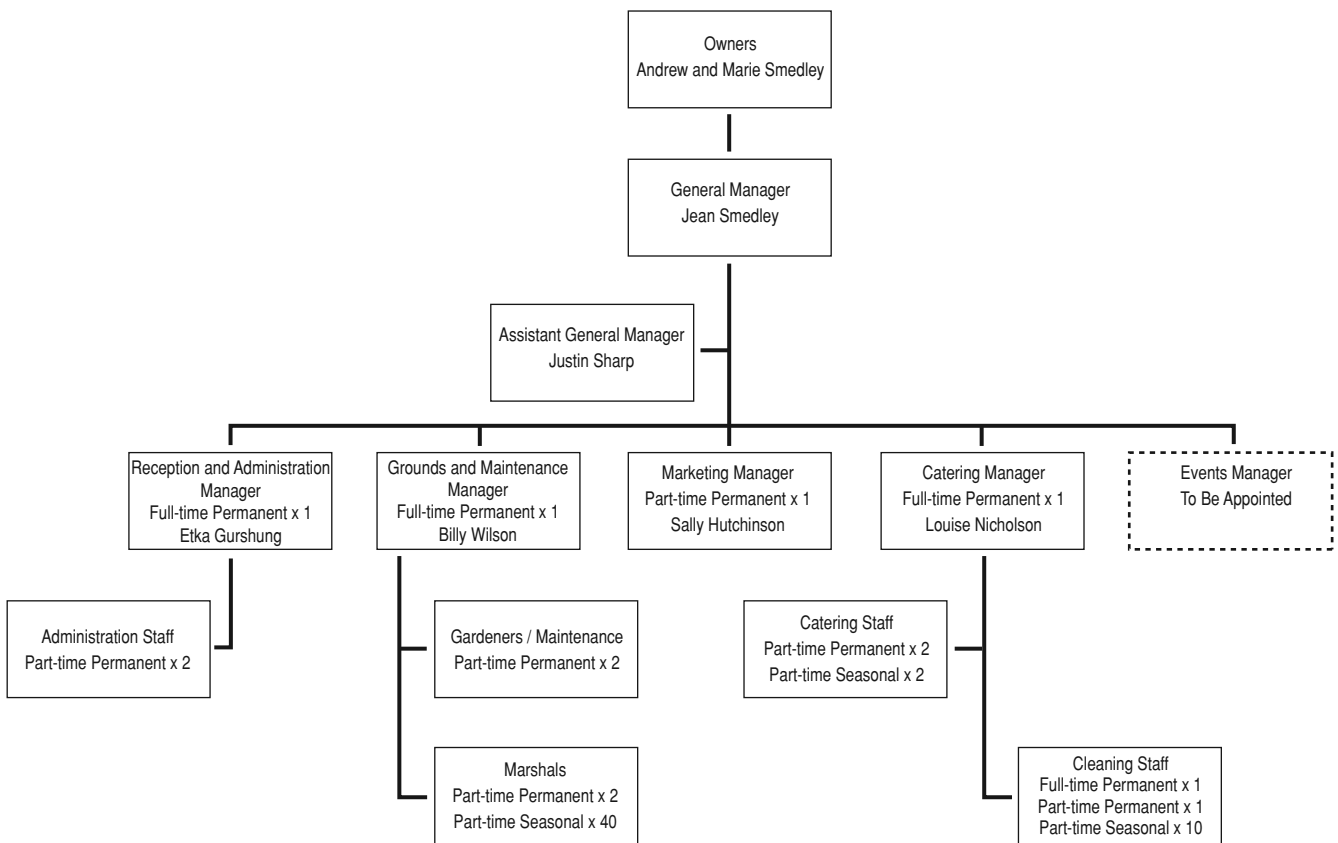 Owners
Andrew and Marie Smedley
General Manager
Jean Smedley
Assistant General Manager
Justin Sharp
Reception and Administration
Manager
Full-time Permanent x 1
Etka Gurshung
Grounds and Maintenance
Manager
Full-time Permanent x 1
Billy Wilson
Marketing Manager
Part-time Permanent x 1
Sally Hutchinson
Catering Manager
Full-time Permanent x 1
Louise Nicholson
Events Manager
To Be Appointed
Administration Staff
Part-time Permanent x 2
Gardeners / Maintenance
Part-time Permanent x 2
Catering Staff
Part-time Permanent x 2
Part-time Seasonal x 2
Marshals
Part-time Permanent x 2
Part-time Seasonal x 40
Cleaning Staff
Full-time Permanent x 1
Part-time Permanent x 1
Part-time Seasonal x 10